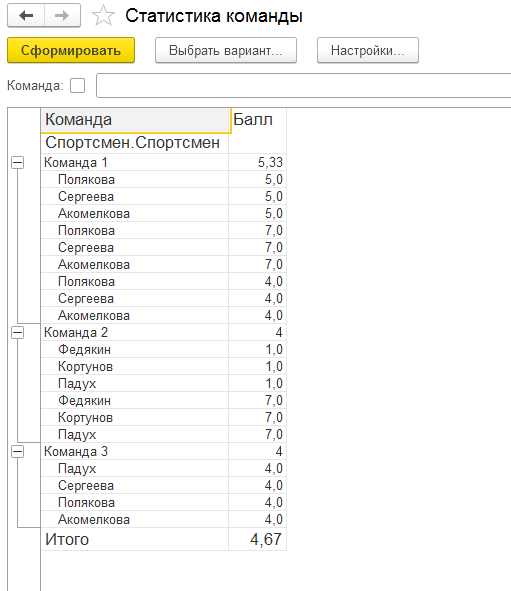 Статистика команды
Сформировать Выбрать вариант... Настройки...
Команда:
Команда Балл
Спортсмен.Спортсмен
Команда 1 5,33
Полякова 5,0
Сергеева 5,0
Акомелкова 5,0
Полякова 7,0
Сергеева 7,0
Акомелкова 7,0
Полякова 4,0
Сергеева 4,0
Акомелкова 4,0
Команда 2 4
Федякин 1,0
Кортунов 1,0
Падух 1,0
Федякин 7,0
Кортунов 7,0
Падух 7,0
Команда 3 4
Падух 4,0
Сергеева 4,0
Полякова 4,0
Акомелкова 4,0
Итого 4,67